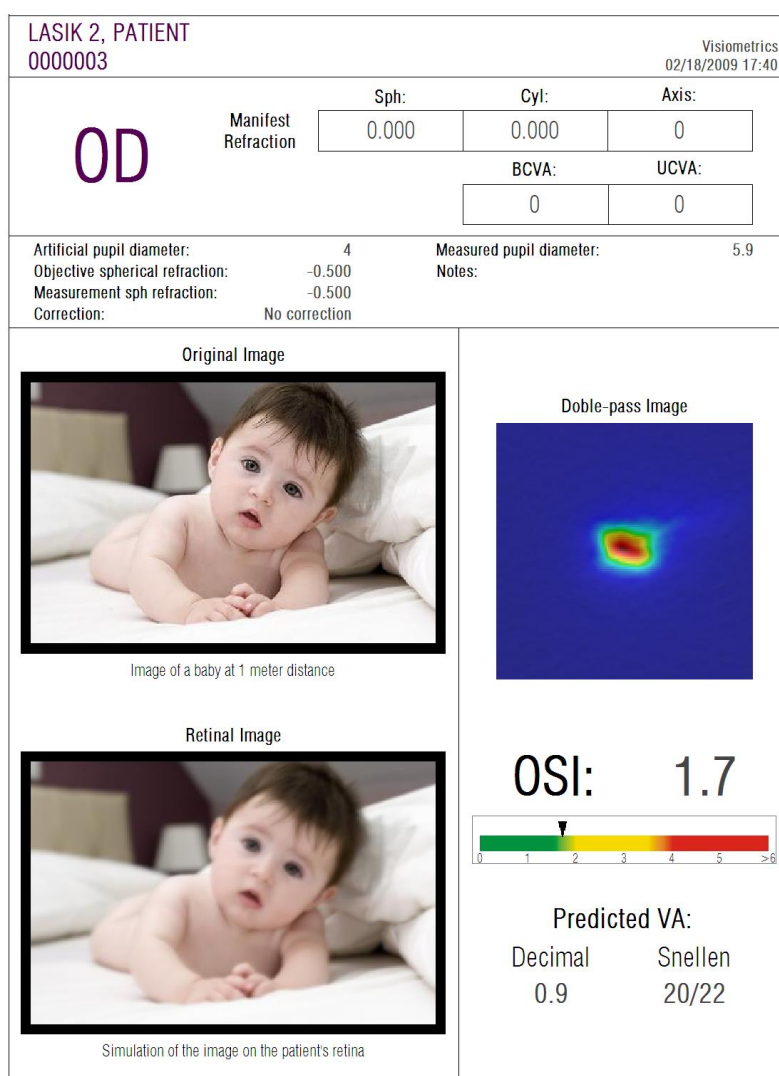 LASIK 2, PATIENT
0000003
Visiometrics
02/18/2009 17:40
OD
Manifest
Refraction
Sph: Cyl: Axis:
0.000 0.000 0
BCVA: UCVA:
0 0
Artificial pupil diameter: 4
Objective spherical refraction: -0.500
Measurement sph refraction: -0.500
Correction: No correction
Measured pupil diameter: 5.9
Notes:
Original Image
Image of a baby at 1 meter distance
Retinal Image
Simulation of the image on the patient's retina
Doble-pass Image
OSI: 1.7
0 1 2 3 4 5 >6
Predicted VA:
Decimal Snellen
0.9 20/22